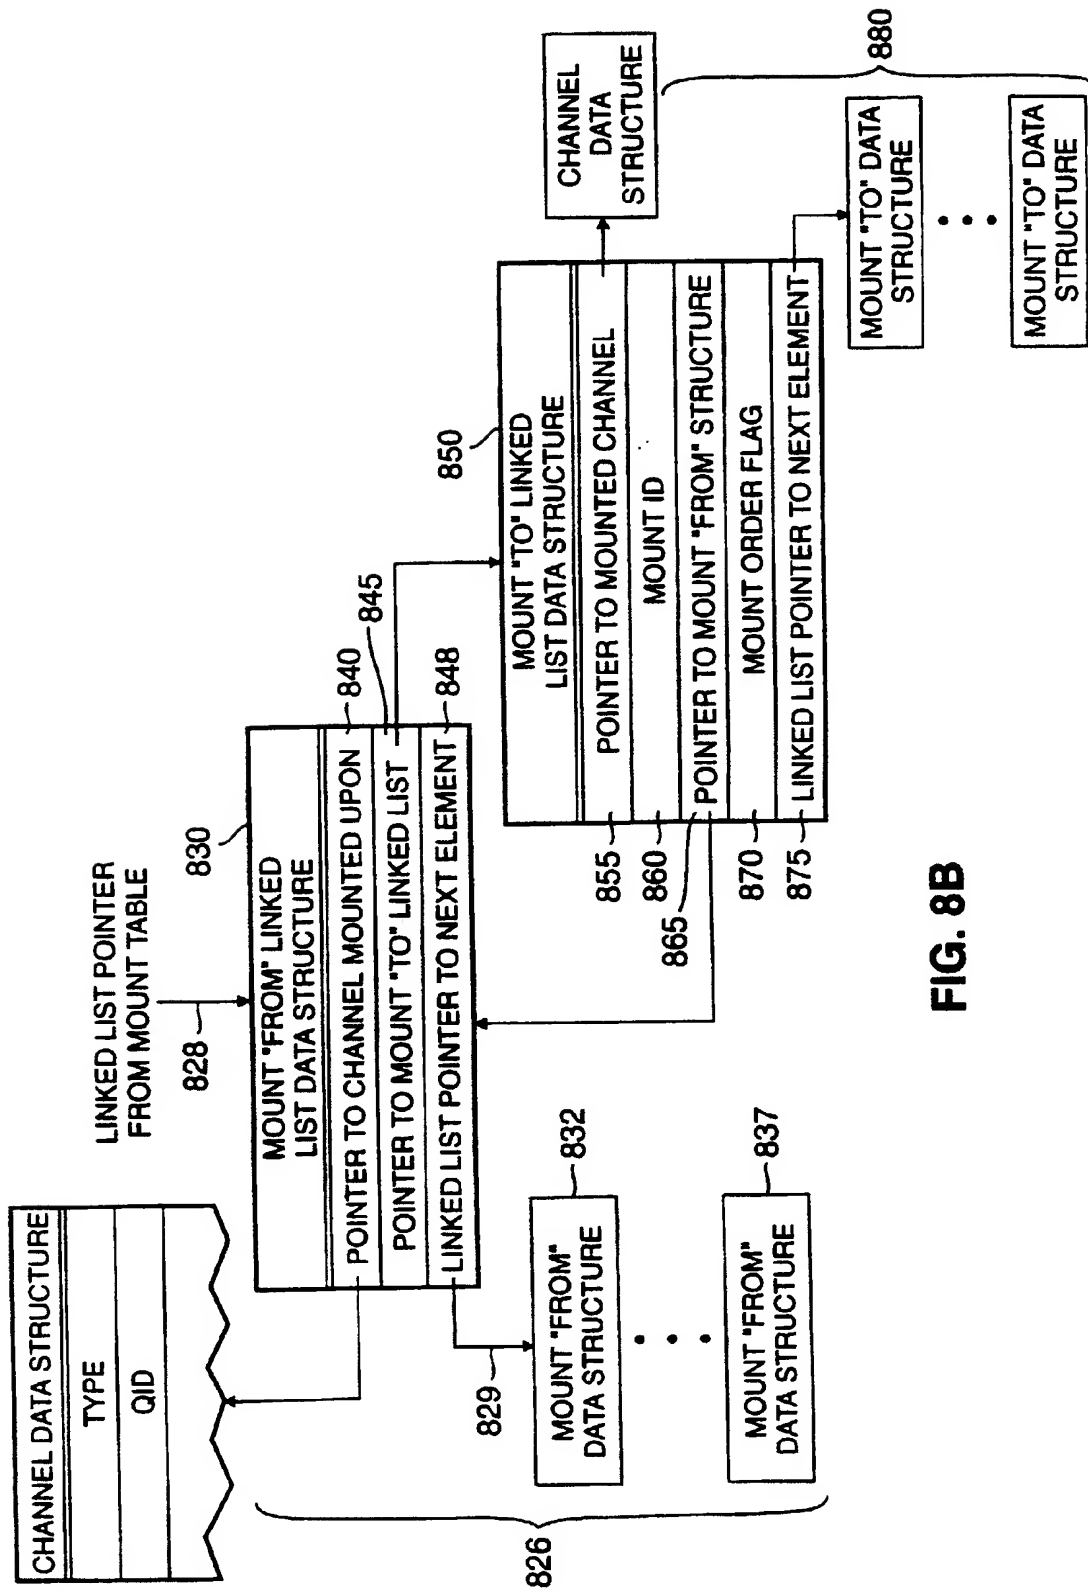 CHANNEL DATA STRUCTURE
TYPE
QID
LINKED LIST POINTER
FROM MOUNT TABLE
828
830
MOUNT "FROM" LINKED
LIST DATA STRUCTURE
POINTER TO CHANNEL MOUNTED UPON
840
POINTER TO MOUNT "TO" LINKED LIST
845
LINKED LIST POINTER TO NEXT ELEMENT
848
829
MOUNT "FROM"
DATA STRUCTURE
832
MOUNT "FROM"
DATA STRUCTURE
837
826
850
MOUNT "TO" LINKED
LIST DATA STRUCTURE
855
POINTER TO MOUNTED CHANNEL
860
MOUNT ID
865
POINTER TO MOUNT "FROM" STRUCTURE
870
MOUNT ORDER FLAG
875
LINKED LIST POINTER TO NEXT ELEMENT
CHANNEL
DATA
STRUCTURE
MOUNT "TO" DATA
STRUCTURE
MOUNT "TO" DATA
STRUCTURE
880
FIG. 8B